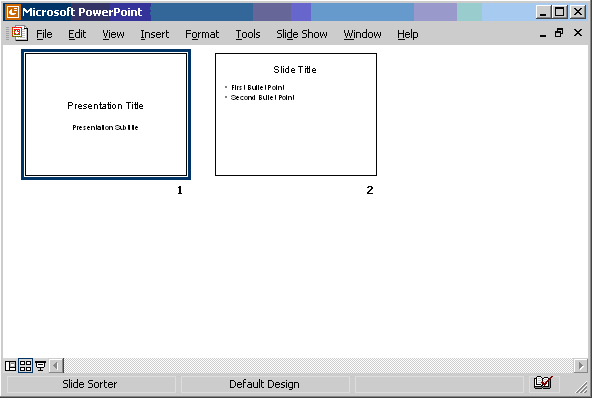 Microsoft PowerPoint
File Edit View Insert Format Tools Slide Show Window Help
Presentation Title
Presentation Subtitle
1
Slide Title
• First Bullet Point
• Second Bullet Point
2
Slide Sorter Default Design